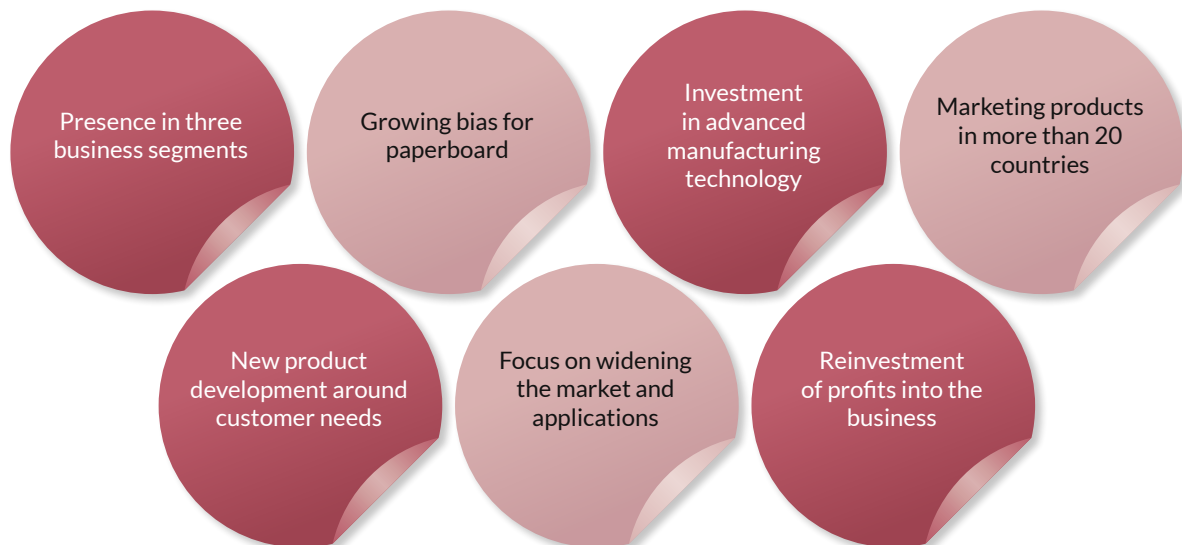 Presence in three
business segments
Growing bias for
paperboard
Investment
in advanced
manufacturing
technology
Marketing products
in more than 20
countries
New product
development around
customer needs
Focus on widening
the market and
applications
Reinvestment
of profits into the
business